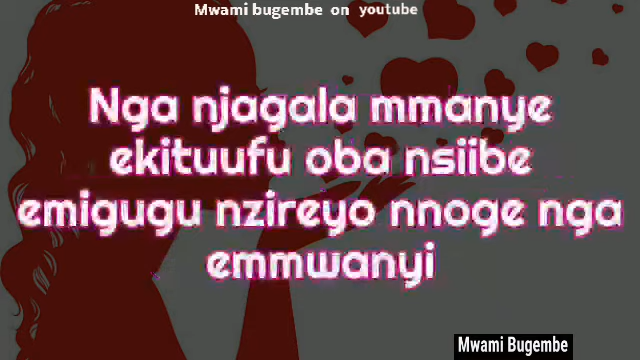 Mwami bugembe on youtube
Nga njagala mmanye
ekituufu oba nsiibe
emigugu nzireyo nnoge nga
emmwanyi
Mwami Bugembe